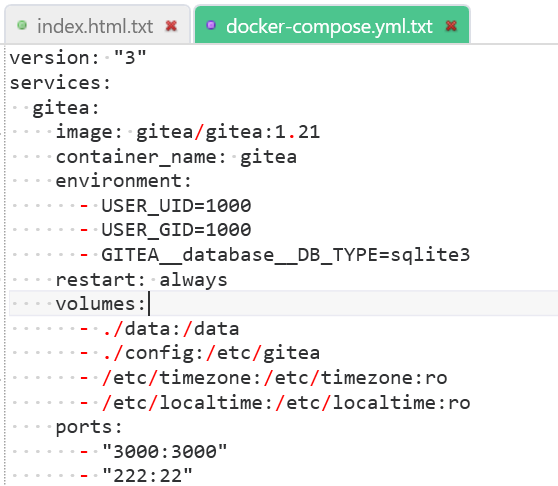 index.html.txt
docker-compose.yml.txt
version: "3"
services:
  gitea:
    image: gitea/gitea:1.21
    container_name: gitea
    environment:
      - USER_UID=1000
      - USER_GID=1000
      - GITEA__database__DB_TYPE=sqlite3
    restart: always
    volumes:
      - ./data:/data
      - ./config:/etc/gitea
      - /etc/timezone:/etc/timezone:ro
      - /etc/localtime:/etc/localtime:ro
    ports:
      - "3000:3000"
      - "222:22"